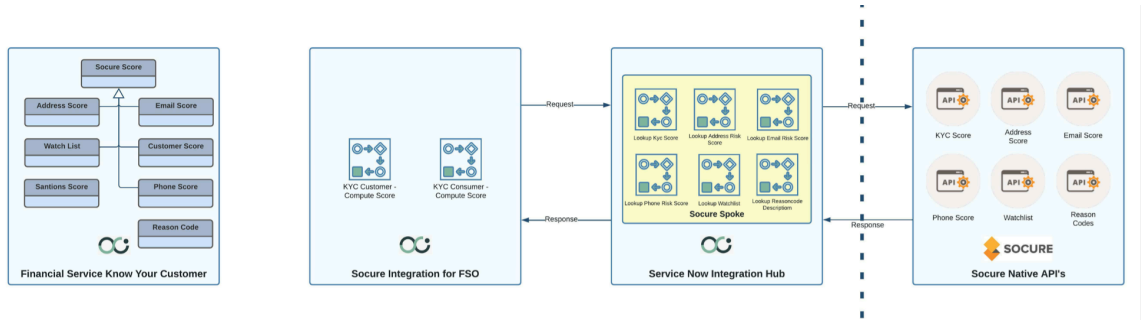 Socure Score
Address Score
Email Score
Watch List
Customer Score
Santions Score
Phone Score
Reason Code
Financial Service Know Your Customer
KYC Customer -
Compute Score
KYC Consumer -
Compute Score
Socure Integration for FSO
Request
Response
Lookup Kyc Score
Lookup Address Risk
Score
Lookup Email Risk Score
Lookup Phone Risk Score
Lookup Watchlist
Lookup Reasoncode
Description
Socure Spoke
Service Now Integration Hub
Request
Response
API
KYC Score
API
Address
Score
API
Email Score
API
Phone Score
API
Watchlist
API
Reason
Codes
SOCURE
Socure Native API's